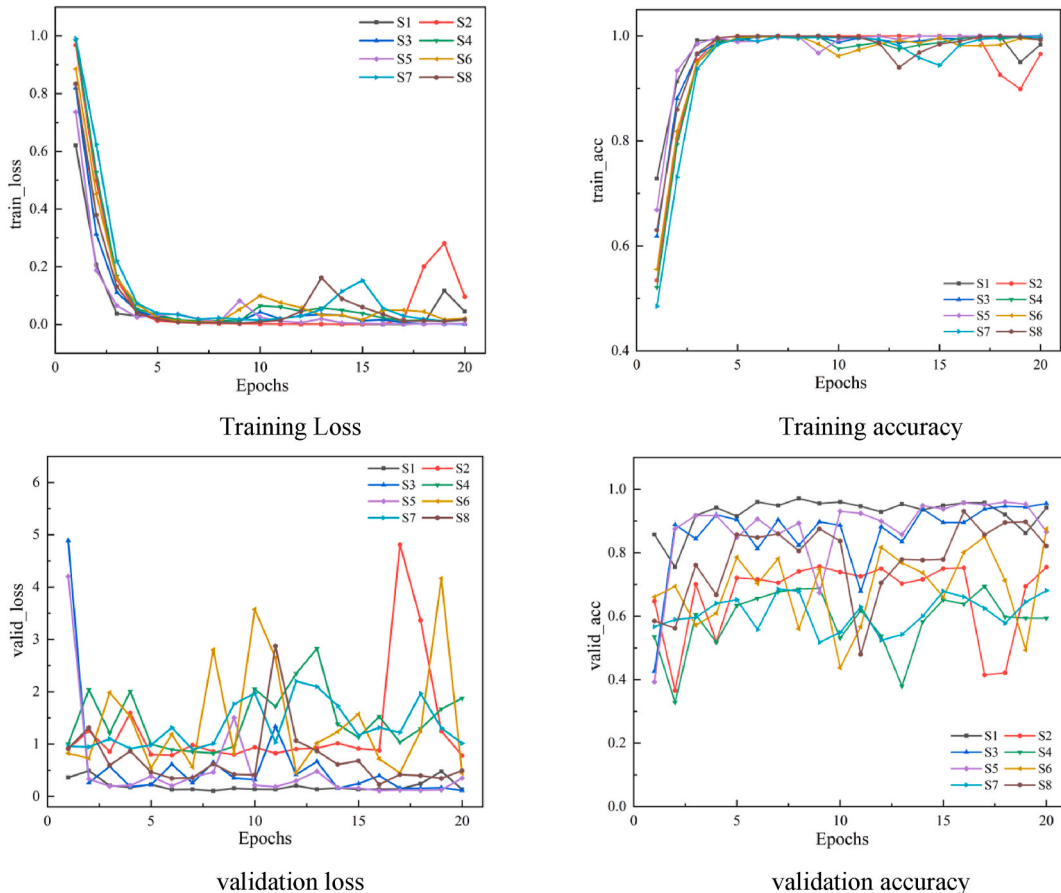 1.0
0.8
0.6
0.4
0.2
0.0
train_loss
0
5
10
15
20
Epochs
S1 S2
S3 S4
S5 S6
S7 S8
Training Loss
1.0
0.8
0.6
0.4
train_acc
0
5
10
15
20
Epochs
S1 S2
S3 S4
S5 S6
S7 S8
Training accuracy
6
5
4
3
2
1
0
valid_loss
0
5
10
15
20
Epochs
S1 S2
S3 S4
S5 S6
S7 S8
validation loss
1.0
0.8
0.6
0.4
0.2
0.0
valid_acc
0
5
10
15
20
Epochs
S1 S2
S3 S4
S5 S6
S7 S8
validation accuracy